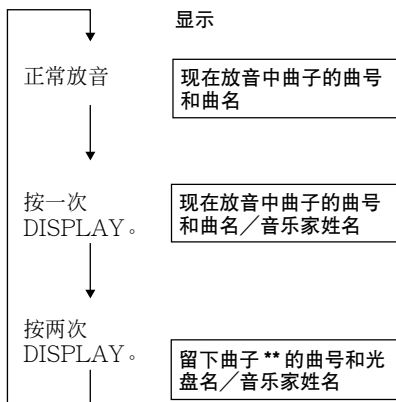 显示
正常放音
现在放音中曲子的曲号
和曲名
按一次
DISPLAY。
现在放音中曲子的曲号
和曲名／音乐家姓名
按两次
DISPLAY。
留下曲子 ** 的曲号和光
盘名／音乐家姓名